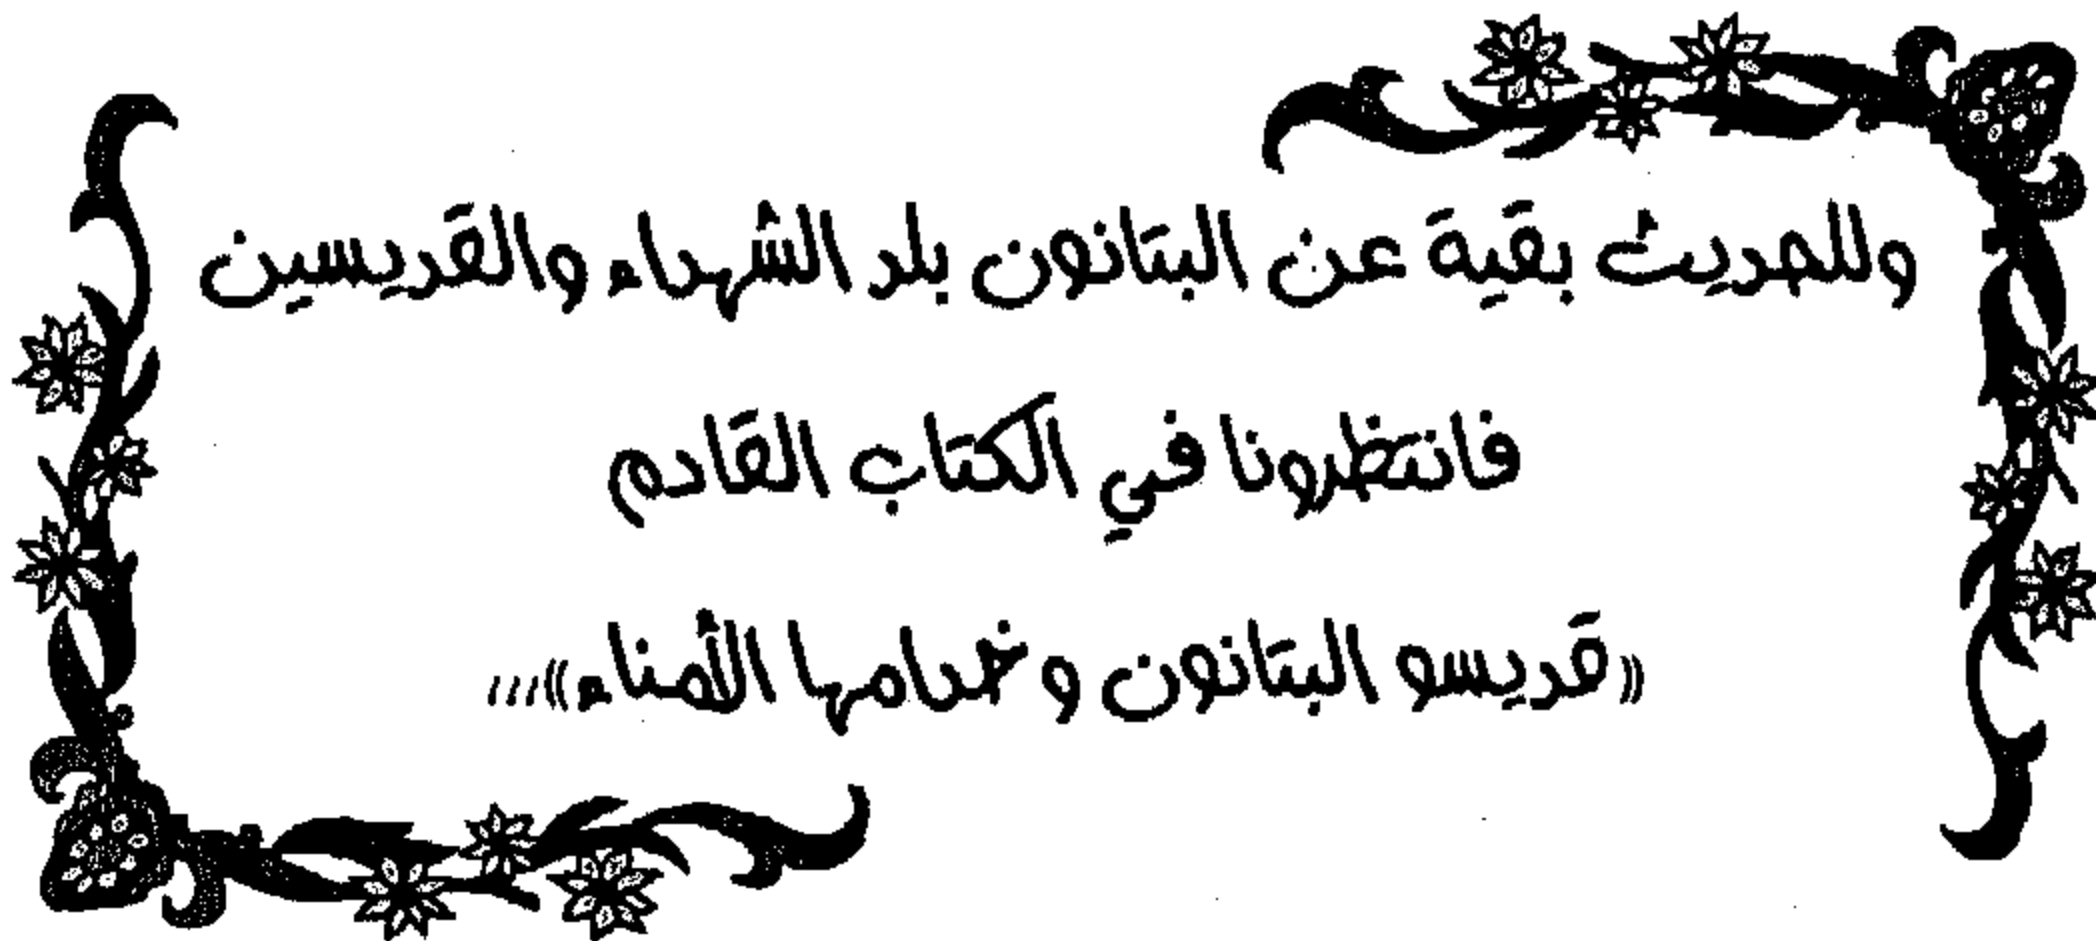 وللحديث بقية عن البتانون بلد الشهداء والقديسين
فانتظرونا في الكتاب القادم
«قديسو البتانون وخدامها الأمناء»،،،